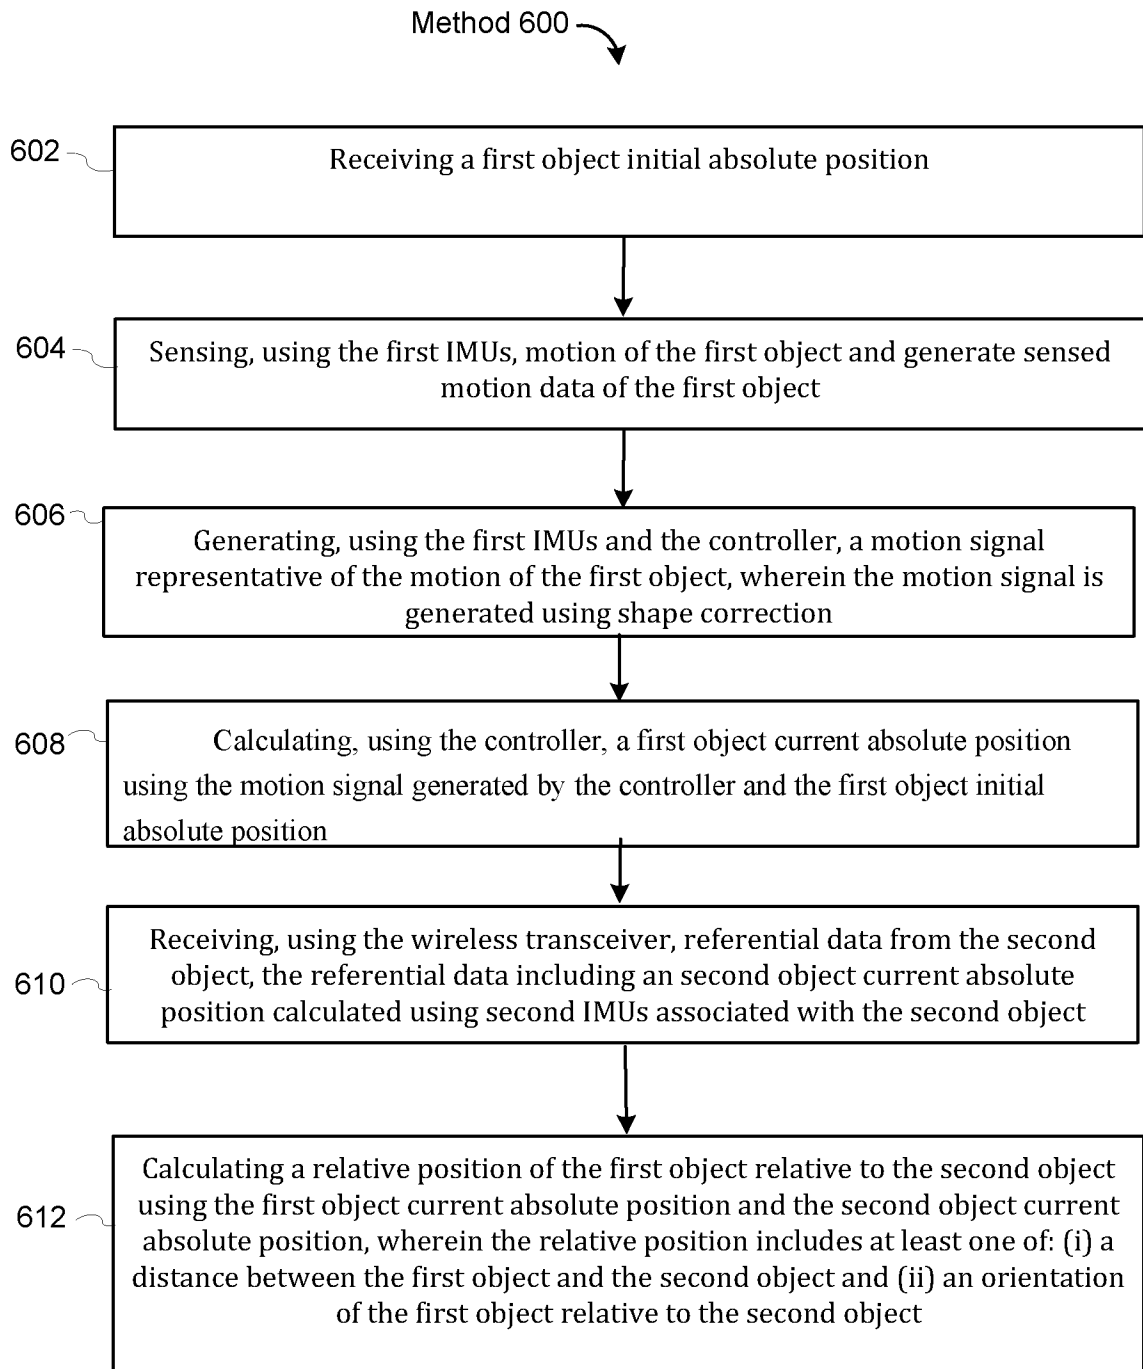 Method 600
602
Receiving a first object initial absolute position
604
Sensing, using the first IMUs, motion of the first object and generate sensed
motion data of the first object
606
Generating, using the first IMUs and the controller, a motion signal
representative of the motion of the first object, wherein the motion signal is
generated using shape correction
608
Calculating, using the controller, a first object current absolute position
using the motion signal generated by the controller and the first object initial
absolute position
610
Receiving, using the wireless transceiver, referential data from the second
object, the referential data including an second object current absolute
position calculated using second IMUs associated with the second object
612
Calculating a relative position of the first object relative to the second object
using the first object current absolute position and the second object current
absolute position, wherein the relative position includes at least one of: (i) a
distance between the first object and the second object and (ii) an orientation
of the first object relative to the second object